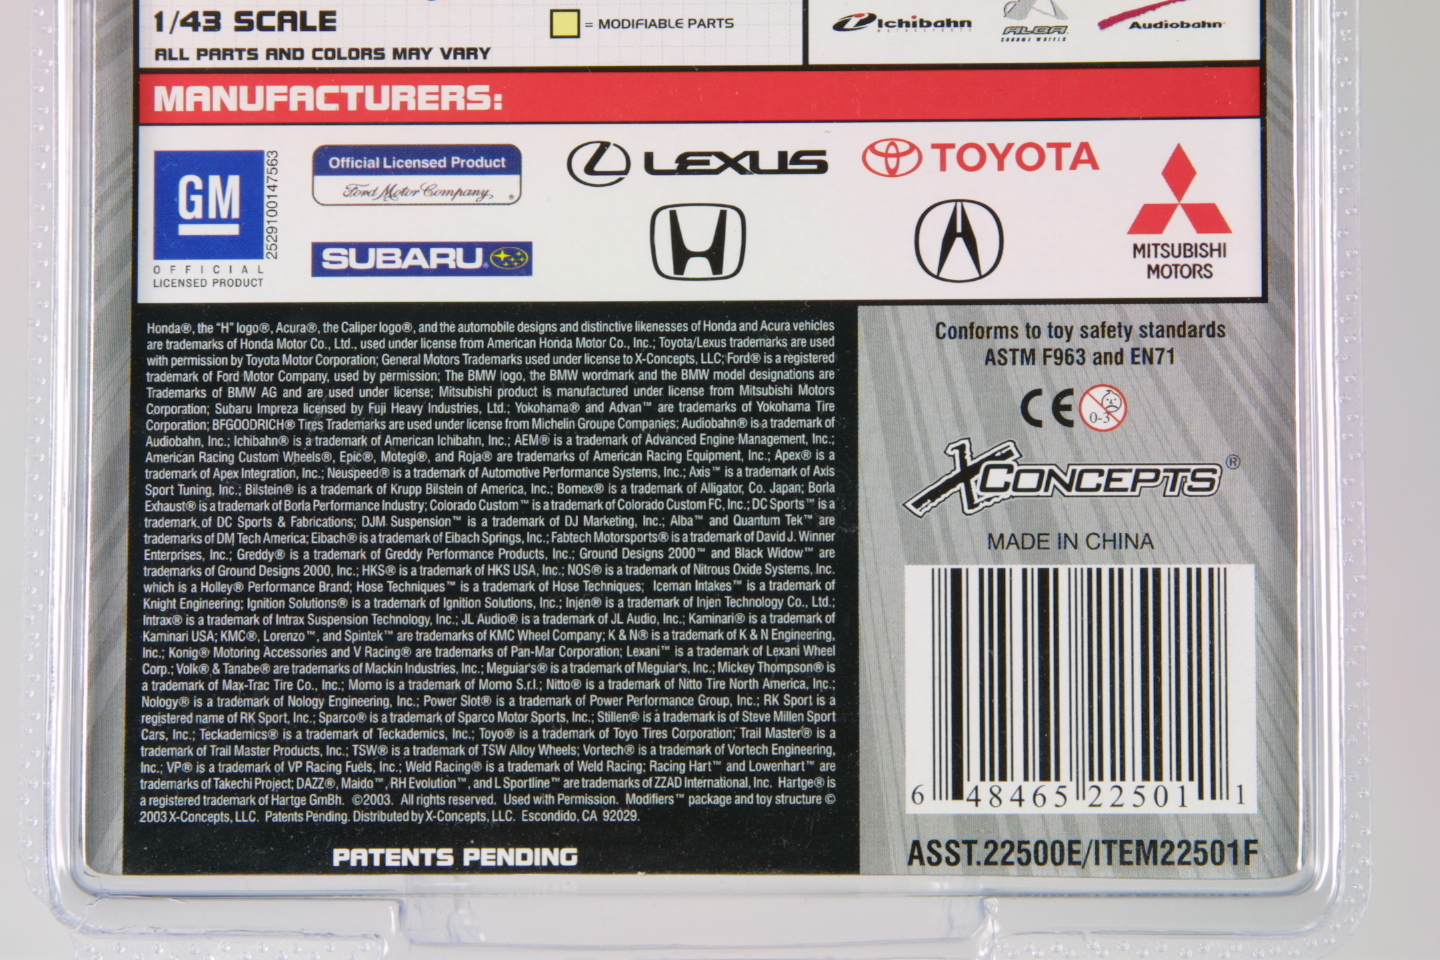 1/43 SCALE
= MODIFIABLE PARTS
ALL PARTS AND COLORS MAY VARY
Ichibahn
ALBA
Audiobahn
MANUFACTURERS:
GM
OFFICIAL
LICENSED PRODUCT
2529100147563
Official Licensed Product
Ford Motor Company,
SUBARU
LEXUS
TOYOTA
MITSUBISHI
MOTORS
Honda®, the "H" logo®, Acura®, the Caliper logo®, and the automobile designs and distinctive likenesses of Honda and Acura vehicles
are trademarks of Honda Motor Co., Ltd., used under license from American Honda Motor Co., Inc.; Toyota/Lexus trademarks are used
with permission by Toyota Motor Corporation; General Motors Trademarks used under license to X-Concepts, LLC; Ford® is a registered
trademark of Ford Motor Company, used by permission; The BMW logo, the BMW wordmark and the BMW model designations are
Trademarks of BMW AG and are used under license; Mitsubishi product is manufactured under license from Mitsubishi Motors
Corporation; Subaru Impreza licensed by Fuji Heavy Industries, Ltd.; Yokohama® and Advan™ are trademarks of Yokohama Tire
Corporation; BFGOODRICH® Tires Trademarks are used under license from Michelin Groupe Companies; Audiobahn® is a trademark of
Audiobahn, Inc.; Ichibahn® is a trademark of American Ichibahn, Inc.; AEM® is a trademark of Advanced Engine Management, Inc.;
American Racing Custom Wheels®, Epic®, Motegi®, and Roja® are trademarks of American Racing Equipment, Inc.; Apex® is a
trademark of Apex Integration, Inc.; Neuspeed® is a trademark of Automotive Performance Systems, Inc.; Axis™ is a trademark of Axis
Sport Tuning, Inc.; Bilstein® is a trademark of Krupp Bilstein of America, Inc.; Bomex® is a trademark of Alligator, Co. Japan; Borla
Exhaust® is a trademark of Borla Performance Industry; Colorado Custom™ is a trademark of Colorado Custom FC, Inc.; DC Sports™ is a
trademark of DC Sports & Fabrications; DJM Suspension™ is a trademark of DJ Marketing, Inc.; Alba™ and Quantum Tek™ are
trademarks of DM Tech America; Eibach® is a trademark of Eibach Springs, Inc.; Fabtech Motorsports® is a trademark of David J. Winner
Enterprises, Inc.; Greddy® is a trademark of Greddy Performance Products, Inc.; Ground Designs 2000™ and Black Widow™ are
trademarks of Ground Designs 2000, Inc.; HKS® is a trademark of HKS USA, Inc.; NOS® is a trademark of Nitrous Oxide Systems, Inc.
which is a Holley® Performance Brand; Hose Techniques™ is a trademark of Hose Techniques; Iceman Intakes™ is a trademark of
Knight Engineering; Ignition Solutions® is a trademark of Ignition Solutions, Inc.; Injen® is a trademark of Injen Technology Co., Ltd.;
Intrax® is a trademark of Intrax Suspension Technology, Inc.; JL Audio® is a trademark of JL Audio, Inc.; Kaminari® is a trademark of
Kaminari USA; KMC®, Lorenzo™, and Spintek™ are trademarks of KMC Wheel Company; K & N® is a trademark of K & N Engineering,
Inc.; Konig® Motoring Accessories and V Racing® are trademarks of Pan-Mar Corporation; Lexani™ is a trademark of Lexani Wheel
Corp.; Volk® & Tanabe® are trademarks of Mackin Industries, Inc.; Meguiar's® is a trademark of Meguiar's, Inc.; Mickey Thompson® is
a trademark of Max-Trac Tire Co., Inc.; Momo is a trademark of Momo S.r.l.; Nitto® is a trademark of Nitto Tire North America, Inc.;
Nology® is a trademark of Nology Engineering, Inc.; Power Slot® is a trademark of Power Performance Group, Inc.; RK Sport is a
registered name of RK Sport, Inc.; Sparco® is a trademark of Sparco Motor Sports, Inc.; Stillen® is a trademark is of Steve Millen Sport
Cars, Inc.; Teckademics® is a trademark of Teckademics, Inc.; Toyo® is a trademark of Toyo Tires Corporation; Trail Master® is a
trademark of Trail Master Products, Inc.; TSW® is a trademark of TSW Alloy Wheels; Vortech® is a trademark of Vortech Engineering,
Inc.; VP® is a trademark of VP Racing Fuels, Inc.; Weld Racing® is a trademark of Weld Racing; Racing Hart™ and Lowenhart™ are
trademarks of Takechi Project; DAZZ®, Maido™, RH Evolution™, and L Sportline™ are trademarks of ZZAD International, Inc. Hartge® is
a registered trademark of Hartge GmBh. ©2003. All rights reserved. Used with Permission. Modifiers™ package and toy structure ©
2003 X-Concepts, LLC. Patents Pending. Distributed by X-Concepts, LLC. Escondido, CA 92029.
PATENTS PENDING
Conforms to toy safety standards
ASTM F963 and EN71
CE 0-3
XCONCEPTS®
MADE IN CHINA
6 48465 22501 1
ASST.22500E/ITEM22501F